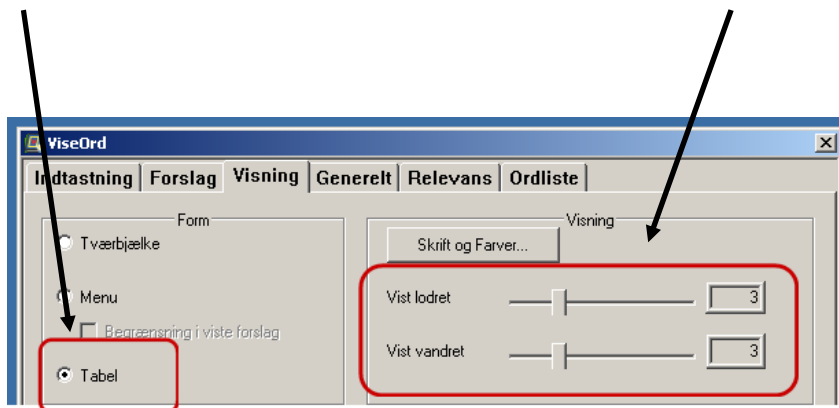 ViseOrd
Indtastning Forslag Visning Generelt Relevans Ordliste
Form
Tværbjælke
Menu
Begrænsning i viste forslag
Tabel
Visning
Skrift og Farver...
Vist lodret 3
Vist vandret 3